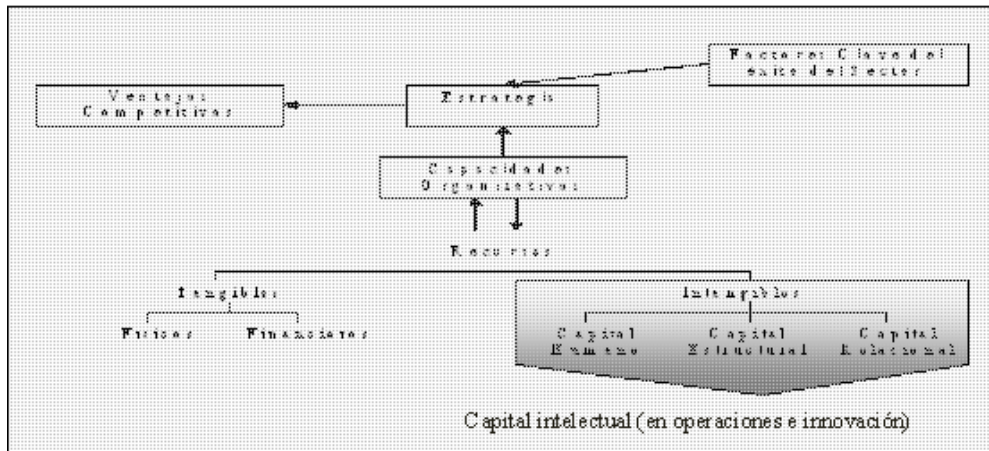 Factores Clave del
éxito del Sector
Ventajas
Competitivas
Estrategia
Capacidades
Organizativas
Recursos
Tangibles
Intangibles
Físicos
Financieros
Capital
Humano
Capital
Estructural
Capital
Relacional
Capital intelectual (en operaciones e innovación)